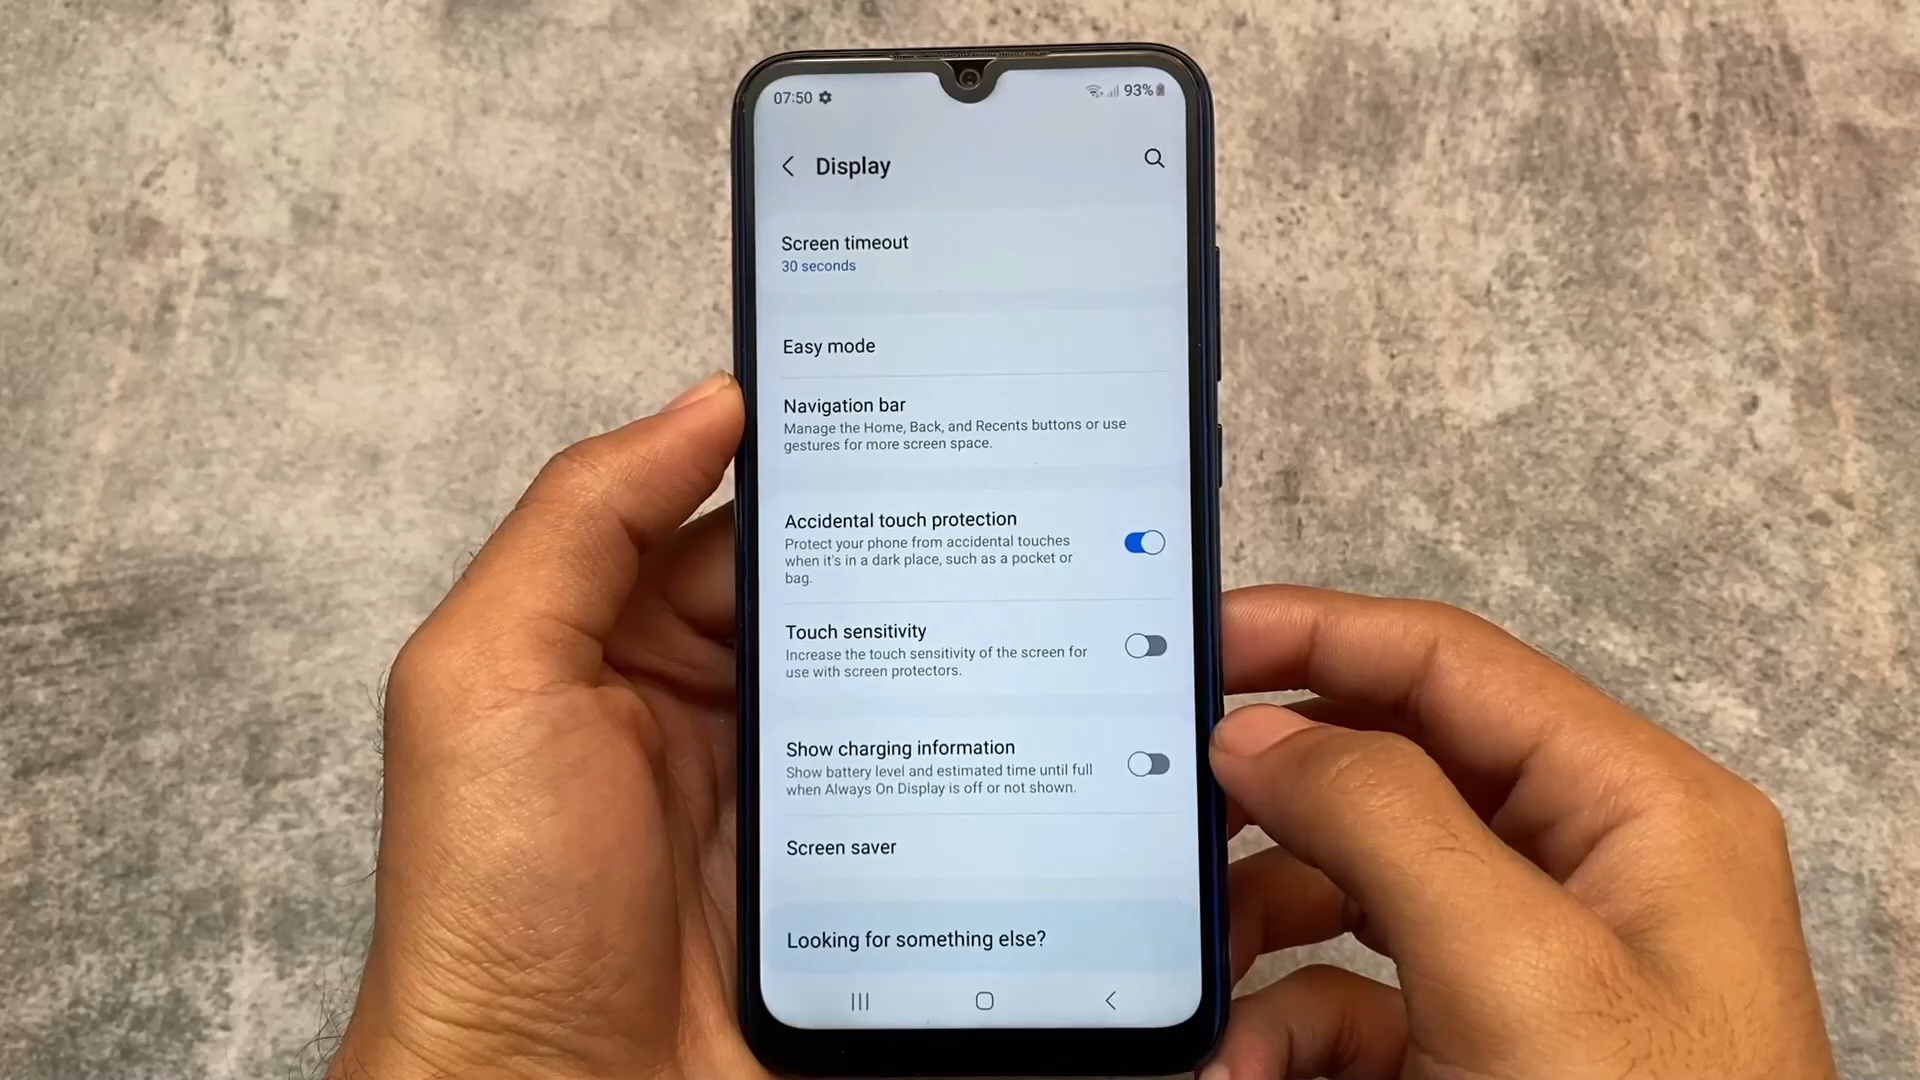 07:50
93%
Display
Screen timeout
30 seconds
Easy mode
Navigation bar
Manage the Home, Back, and Recents buttons or use
gestures for more screen space.
Accidental touch protection
Protect your phone from accidental touches
when it's in a dark place, such as a pocket or
bag.
Touch sensitivity
Increase the touch sensitivity of the screen for
use with screen protectors.
Show charging information
Show battery level and estimated time until full
when Always On Display is off or not shown.
Screen saver
Looking for something else?